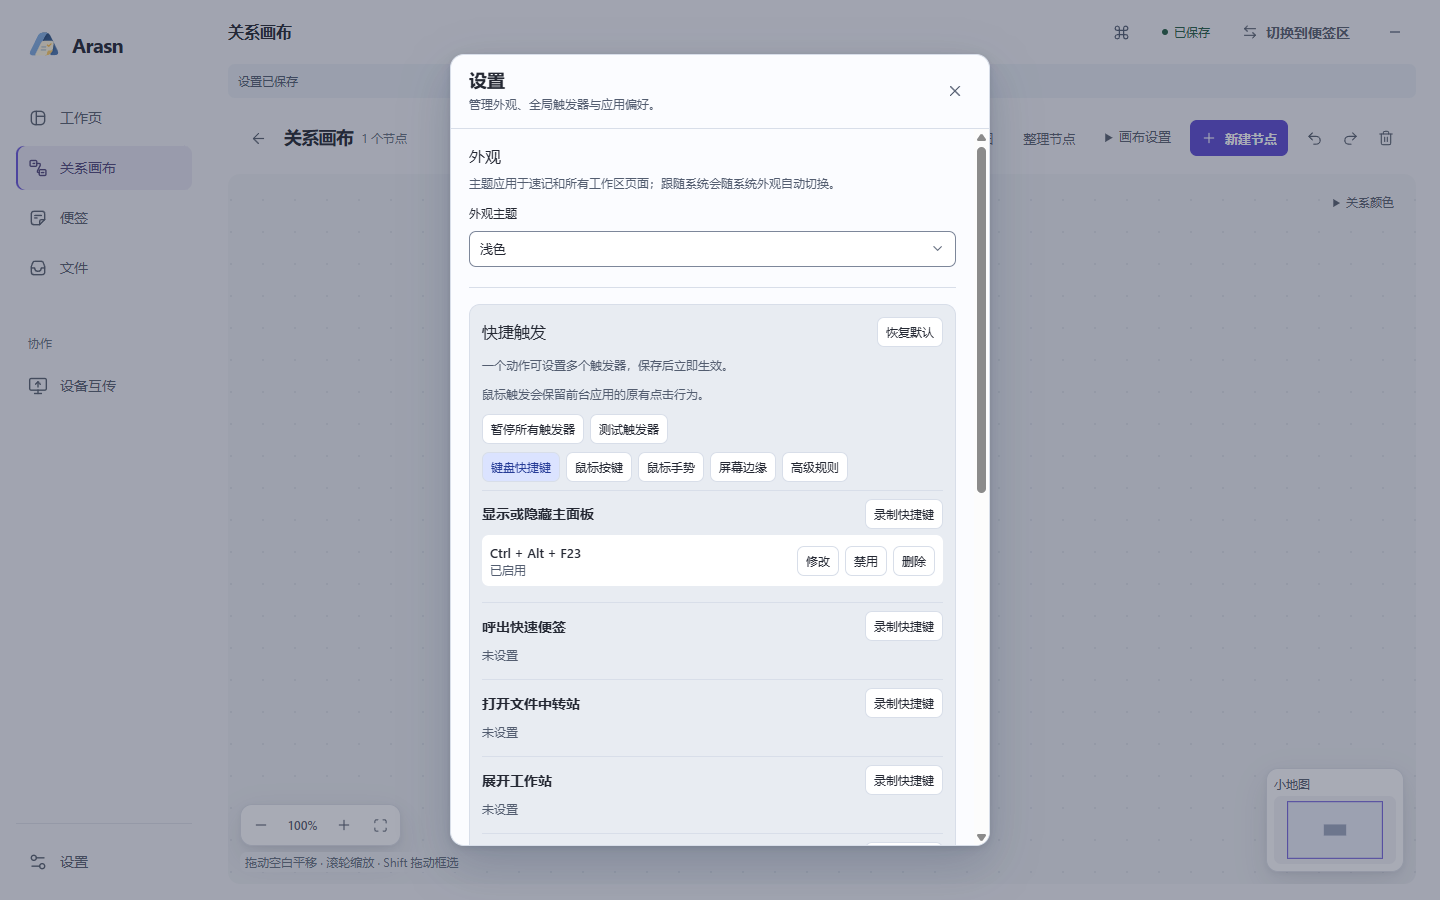 Arasn
工作页
关系画布
便签
文件
协作
设备互传
设置
关系画布
已保存
切换到便签区
设置已保存
关系画布
1 个节点
整理节点
画布设置
新建节点
关系颜色
设置
管理外观、全局触发器与应用偏好。
外观
主题应用于速记和所有工作区页面；跟随系统会随系统外观自动切换。
外观主题
浅色
快捷触发
恢复默认
一个动作可设置多个触发器，保存后立即生效。
鼠标触发会保留前台应用的原有点击行为。
暂停所有触发器
测试触发器
键盘快捷键
鼠标按键
鼠标手势
屏幕边缘
高级规则
显示或隐藏主面板
录制快捷键
Ctrl + Alt + F23
已启用
修改
禁用
删除
呼出快速便签
录制快捷键
未设置
打开文件中转站
录制快捷键
未设置
展开工作站
录制快捷键
未设置
100%
拖动空白平移 · 滚轮缩放 · Shift 拖动框选
小地图